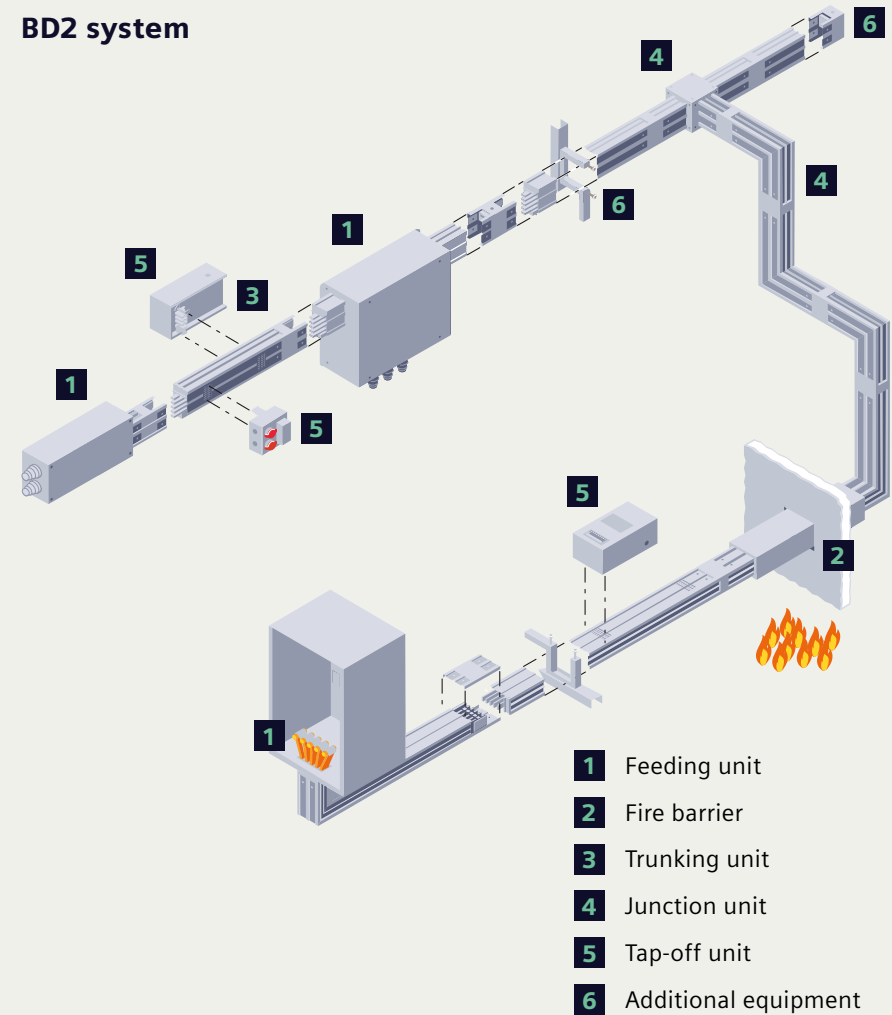 BD2 system
6
4
4
6
1
5
3
1
5
5
2
1
1 Feeding unit
2 Fire barrier
3 Trunking unit
4 Junction unit
5 Tap-off unit
6 Additional equipment